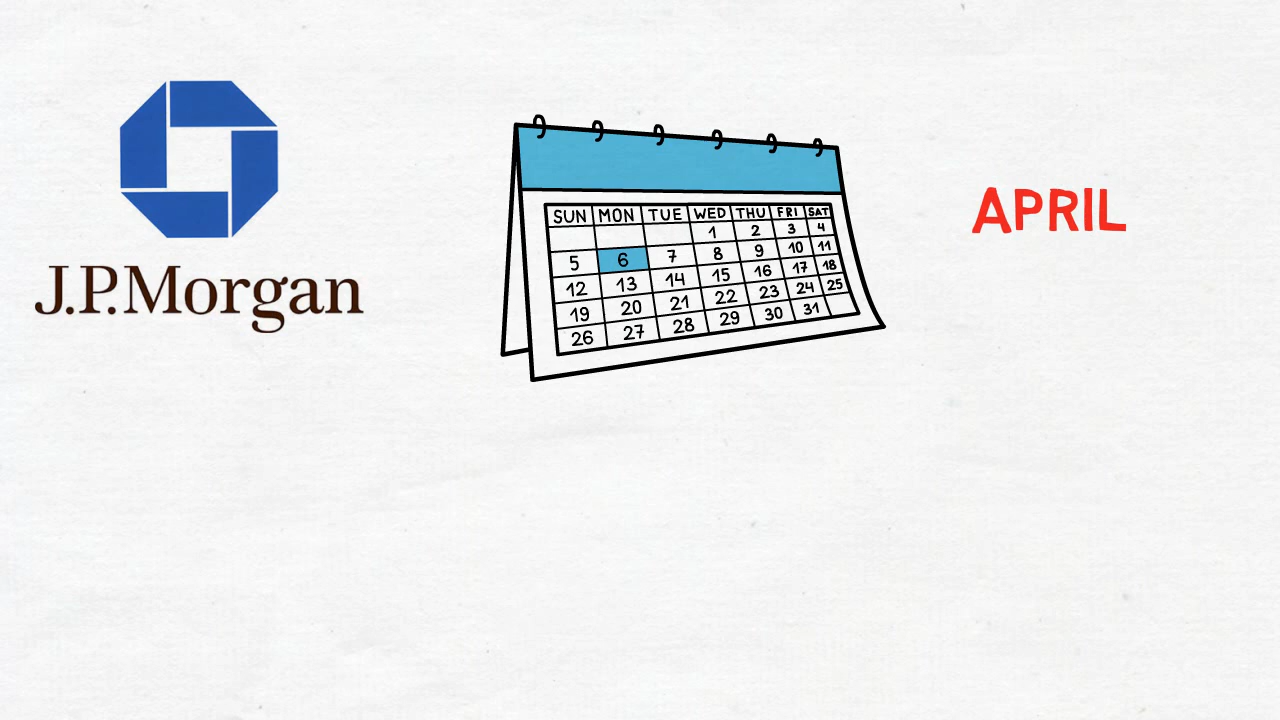 J.P.Morgan
SUN MON TUE WED THU FRI SAT
1 2 3 4
5 6 7 8 9 10 11
12 13 14 15 16 17 18
19 20 21 22 23 24 25
26 27 28 29 30 31
APRIL